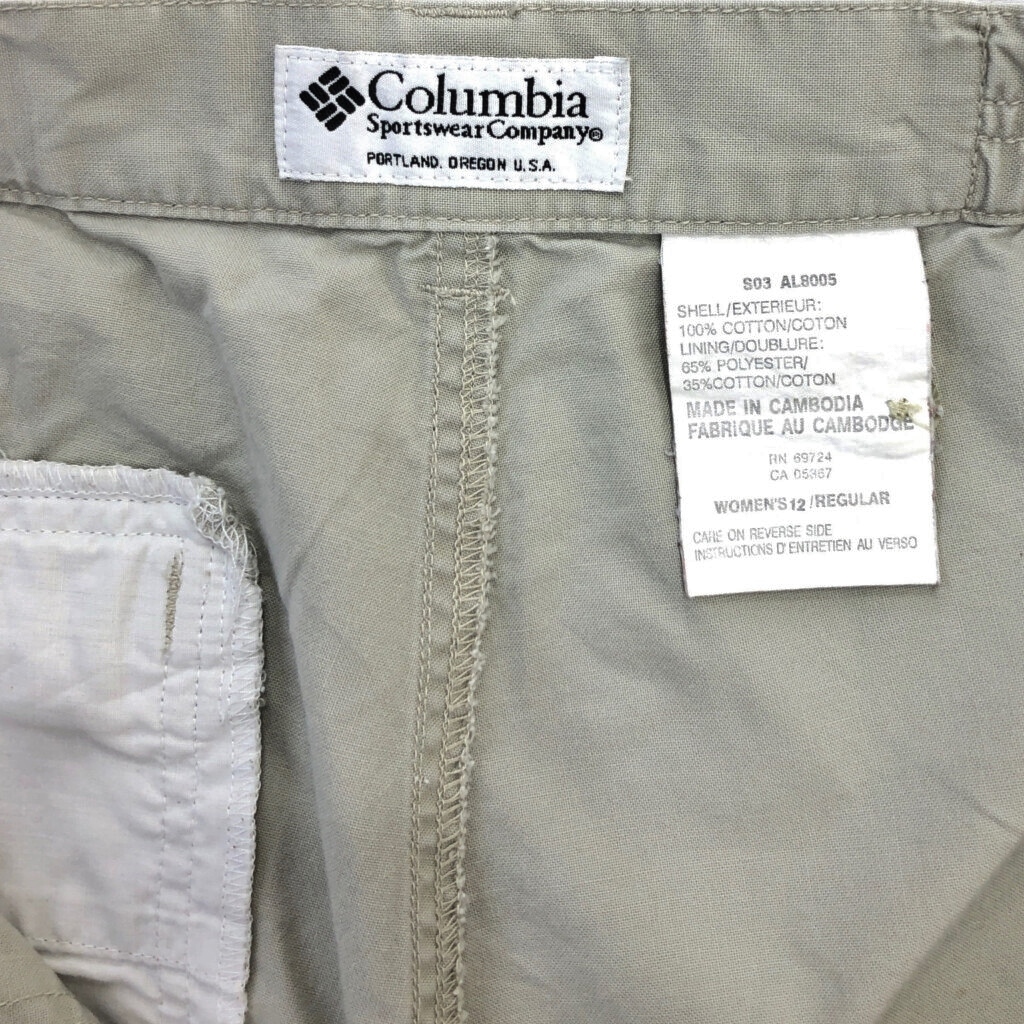 Columbia
Sportswear Company®
PORTLAND, OREGON U.S.A.
S03 AL8005
SHELL/EXTERIEUR:
100% COTTON/COTON
LINING/DOUBLURE:
65% POLYESTER/
35%COTTON/COTON
MADE IN CAMBODIA
FABRIQUE AU CAMBODGE
RN 69724
CA 05367
WOMEN'S 12 /REGULAR
CARE ON REVERSE SIDE
INSTRUCTIONS D'ENTRETIEN AU VERSO